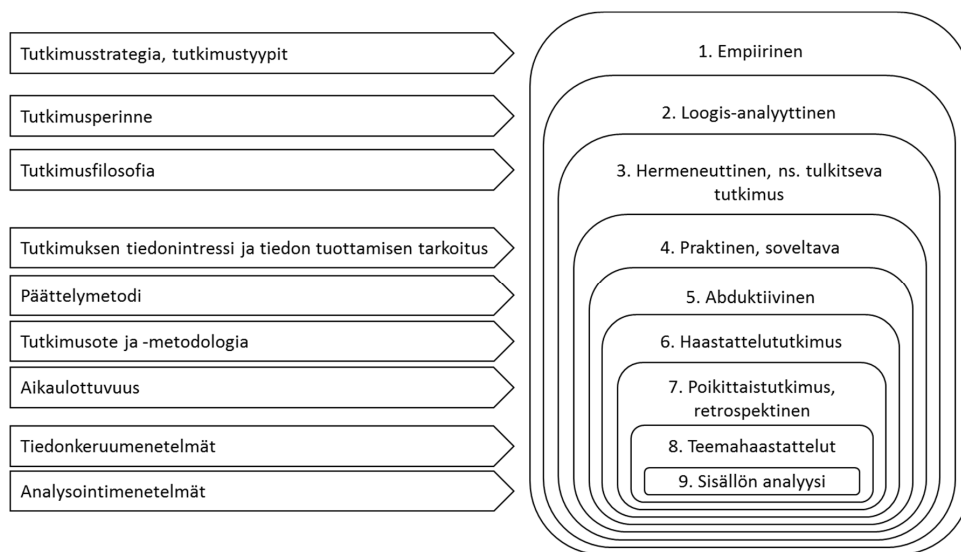 Tutkimusstrategia, tutkimustyypit
1. Empiirinen
Tutkimusperinne
2. Loogis-analyyttinen
Tutkimusfilosofia
3. Hermeneuttinen, ns. tulkitseva
tutkimus
Tutkimuksen tiedonintressi ja tiedon tuottamisen tarkoitus
4. Praktinen, soveltava
Päättelymetodi
5. Abduktiivinen
Tutkimusote ja -metodologia
6. Haastattelututkimus
Aikaulottuvuus
7. Poikittaistutkimus,
retrospektinen
Tiedonkeruumenetelmät
8. Teemahaastattelut
Analysointimenetelmät
9. Sisällön analyysi